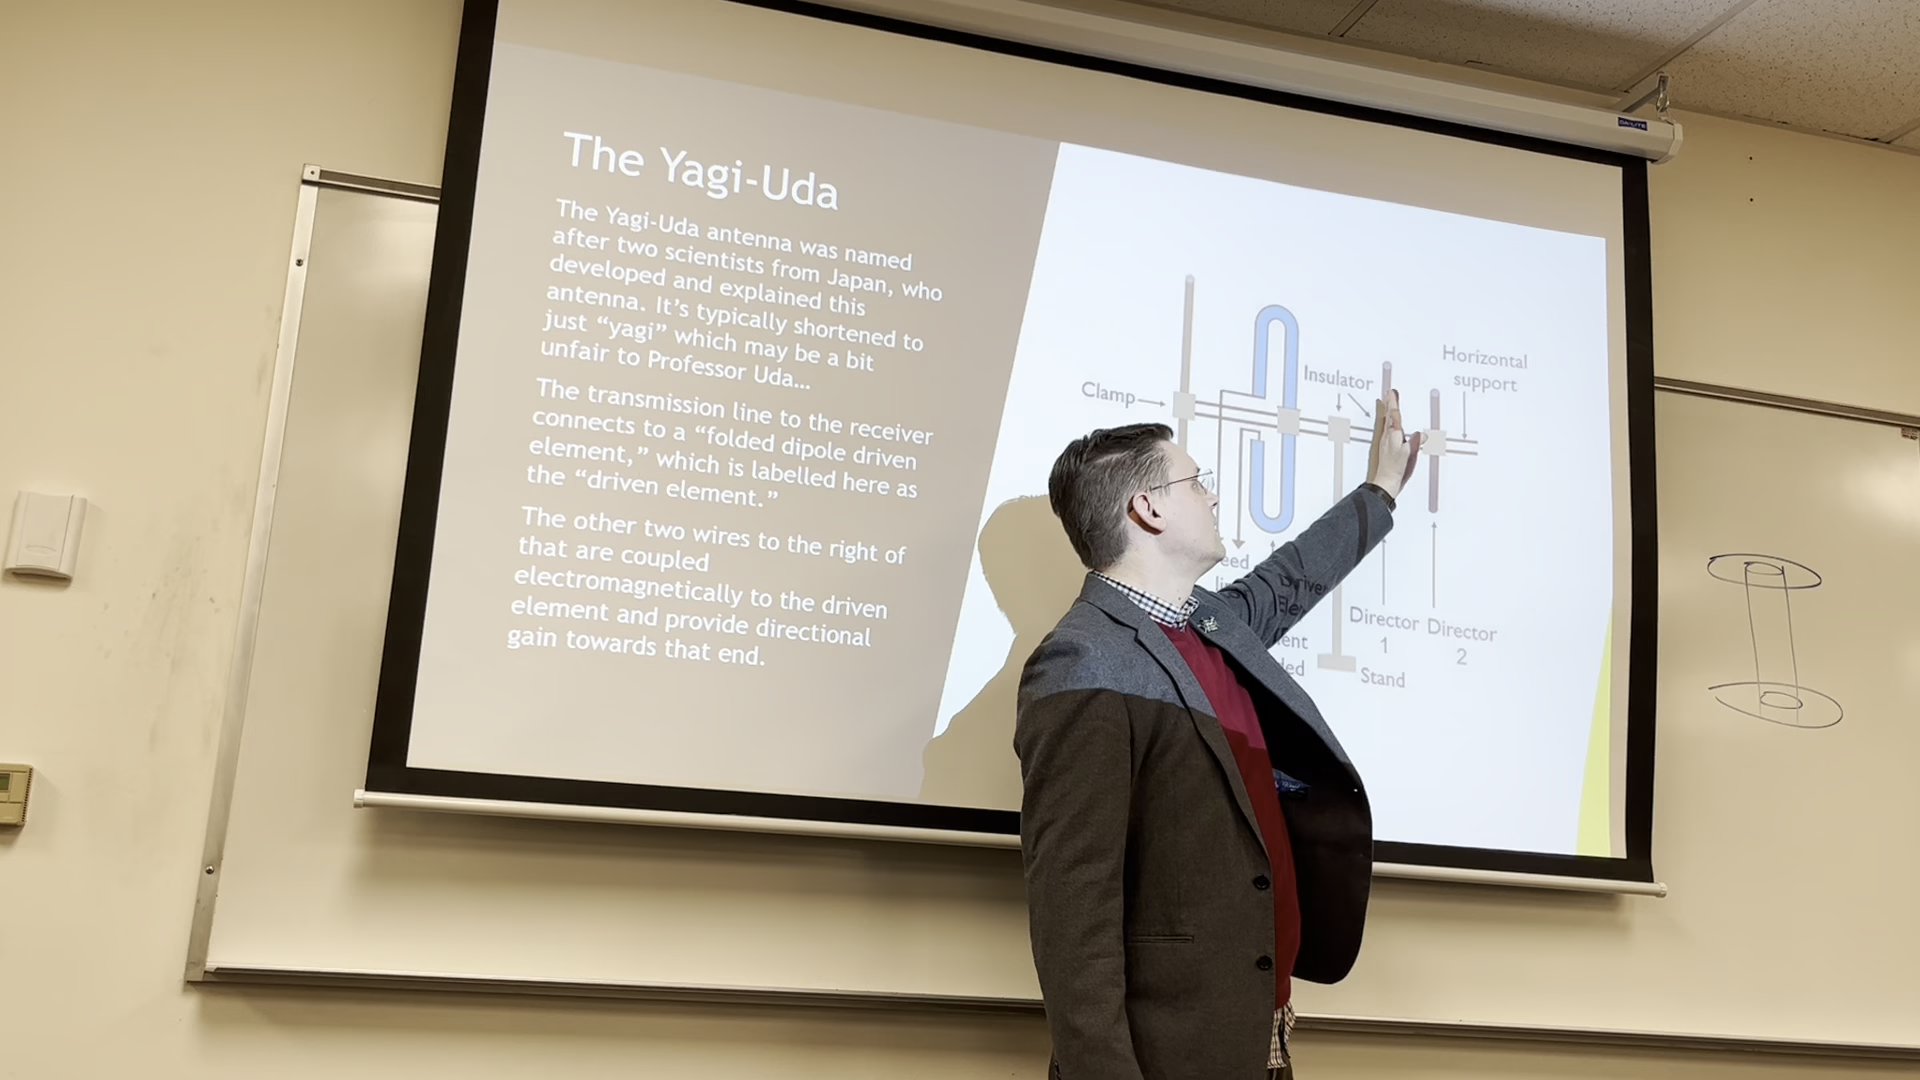 The Yagi-Uda
The Yagi-Uda antenna was named
after two scientists from Japan, who
developed and explained this
antenna. It’s typically shortened to
just “yagi” which may be a bit
unfair to Professor Uda...
The transmission line to the receiver
connects to a “folded dipole driven
element,” which is labelled here as
the “driven element.”
The other two wires to the right of
that are coupled
electromagnetically to the driven
element and provide directional
gain towards that end.
Clamp
Insulator
Horizontal
support
Director
1
Director
2
Stand
DA-LITE